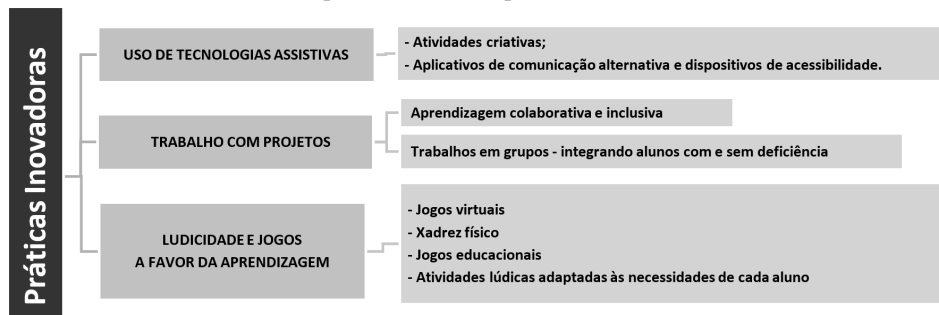 Práticas Inovadoras
USO DE TECNOLOGIAS ASSISTIVAS
- Atividades criativas;
- Aplicativos de comunicação alternativa e dispositivos de acessibilidade.
TRABALHO COM PROJETOS
Aprendizagem colaborativa e inclusiva
Trabalhos em grupos - integrando alunos com e sem deficiência
LUDICIDADE E JOGOS
A FAVOR DA APRENDIZAGEM
- Jogos virtuais
- Xadrez físico
- Jogos educacionais
- Atividades lúdicas adaptadas às necessidades de cada aluno